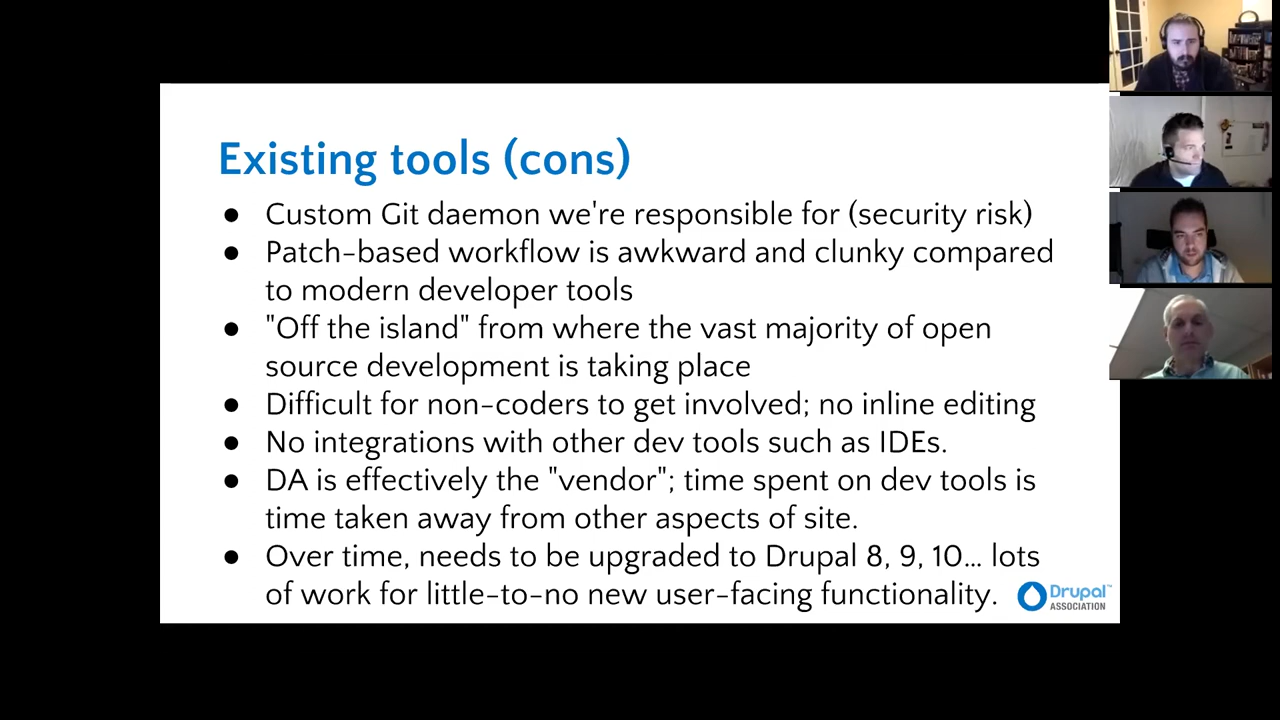 Existing tools (cons)
● Custom Git daemon we're responsible for (security risk)
● Patch-based workflow is awkward and clunky compared
to modern developer tools
● "Off the island" from where the vast majority of open
source development is taking place
● Difficult for non-coders to get involved; no inline editing
● No integrations with other dev tools such as IDEs.
● DA is effectively the "vendor"; time spent on dev tools is
time taken away from other aspects of site.
● Over time, needs to be upgraded to Drupal 8, 9, 10... lots
of work for little-to-no new user-facing functionality.
Drupal™
ASSOCIATION